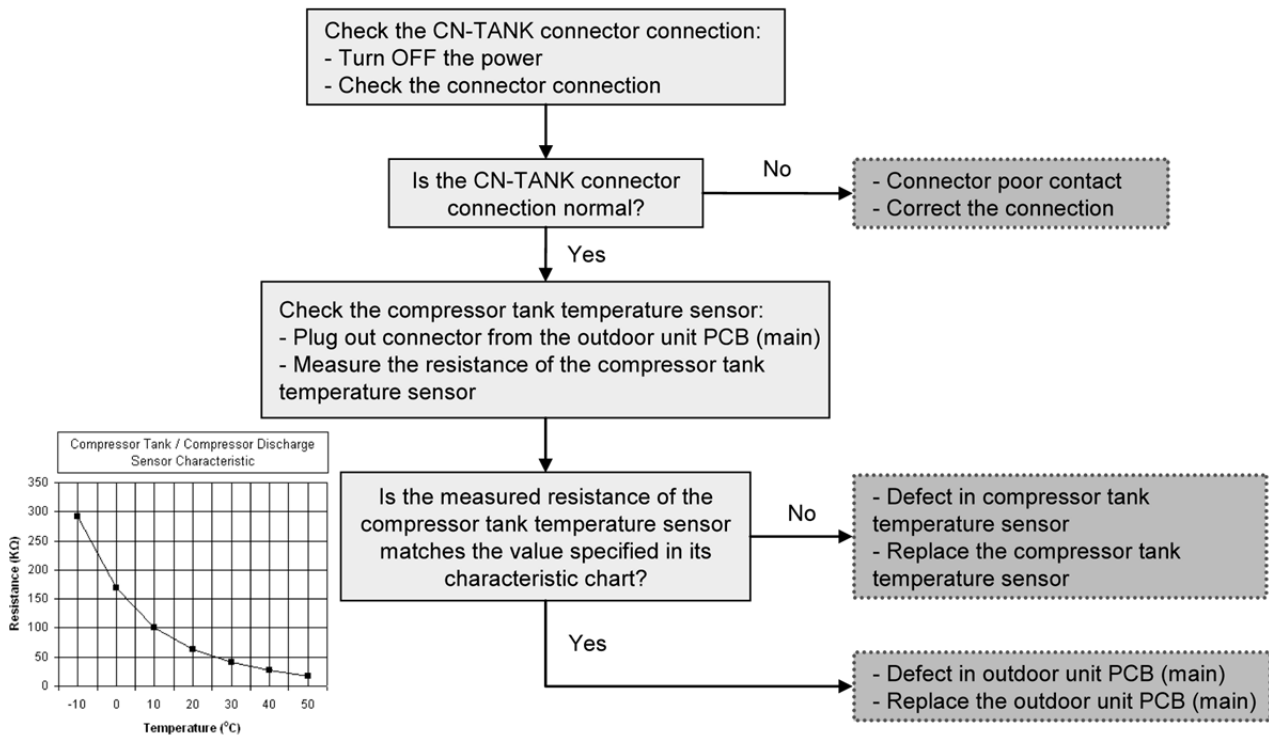 Check the CN-TANK connector connection:
- Turn OFF the power
- Check the connector connection
Is the CN-TANK connector
connection normal?
No
- Connector poor contact
- Correct the connection
Yes
Check the compressor tank temperature sensor:
- Plug out connector from the outdoor unit PCB (main)
- Measure the resistance of the compressor tank
temperature sensor
Compressor Tank / Compressor Discharge
Sensor Characteristic
Resistance (KΩ)
350
300
250
200
150
100
50
0
-10 0 10 20 30 40 50
Temperature (°C)
Is the measured resistance of the
compressor tank temperature sensor
matches the value specified in its
characteristic chart?
No
- Defect in compressor tank
temperature sensor
- Replace the compressor tank
temperature sensor
Yes
- Defect in outdoor unit PCB (main)
- Replace the outdoor unit PCB (main)